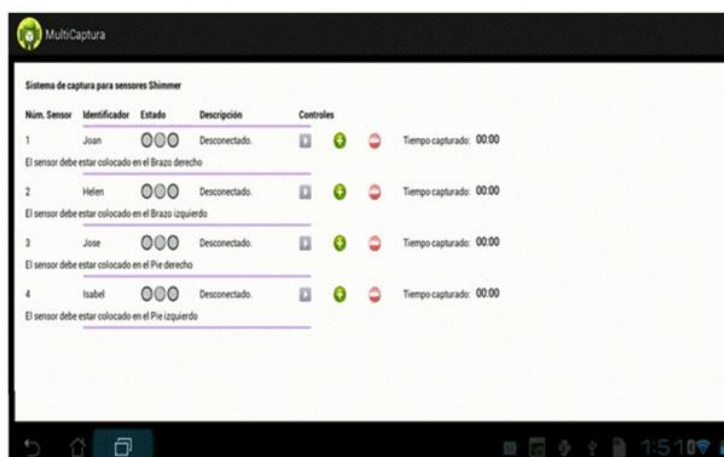 MultiCaptura
Sistema de captura para sensores Shimmer
Núm. Sensor Identificador Estado Descripción Controles
1 Joan Desconectado. Tiempo capturado: 00:00
El sensor debe estar colocado en el Brazo derecho
2 Helen Desconectado. Tiempo capturado: 00:00
El sensor debe estar colocado en el Brazo izquierdo
3 Jose Desconectado. Tiempo capturado: 00:00
El sensor debe estar colocado en el Pie derecho
4 Isabel Desconectado. Tiempo capturado: 00:00
El sensor debe estar colocado en el Pie izquierdo
1:51